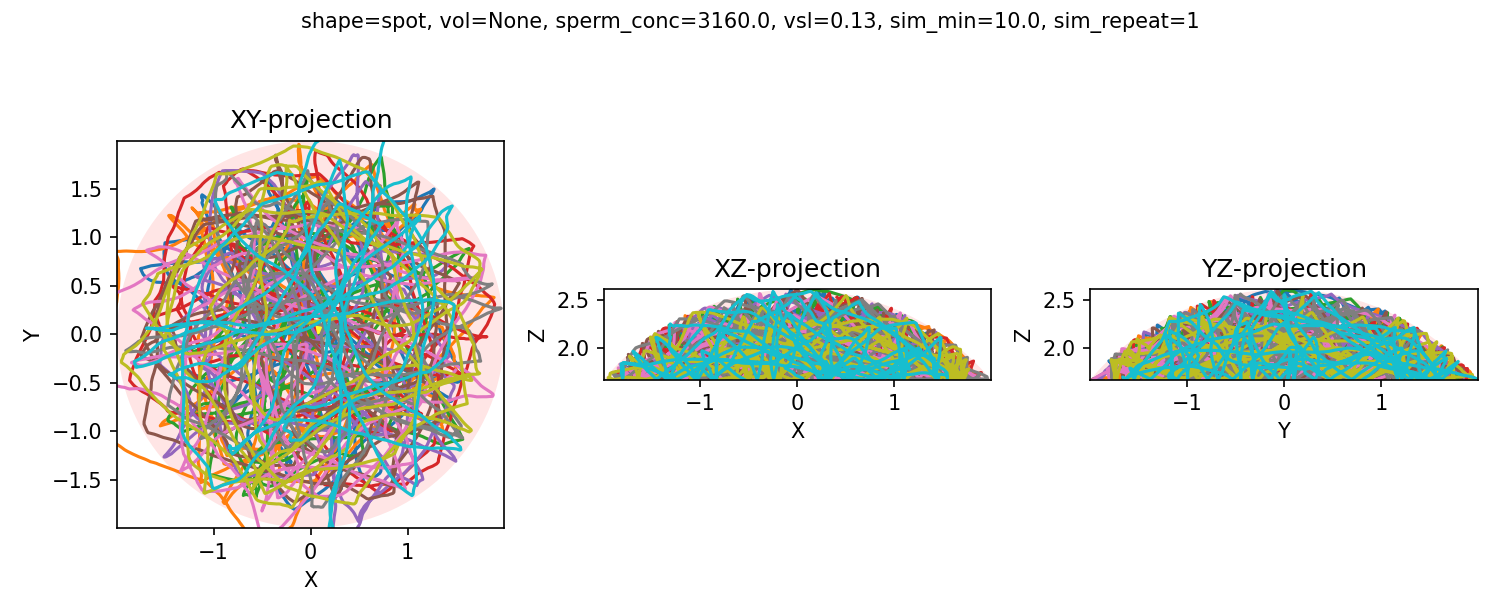 shape=spot, vol=None, sperm_conc=3160.0, vsl=0.13, sim_min=10.0, sim_repeat=1
XY-projection
1.5
1.0
0.5
0.0
−0.5
−1.0
−1.5
Y
−1 0 1
X
XZ-projection
2.5
2.0
Z
−1 0 1
X
YZ-projection
2.5
2.0
Z
−1 0 1
Y